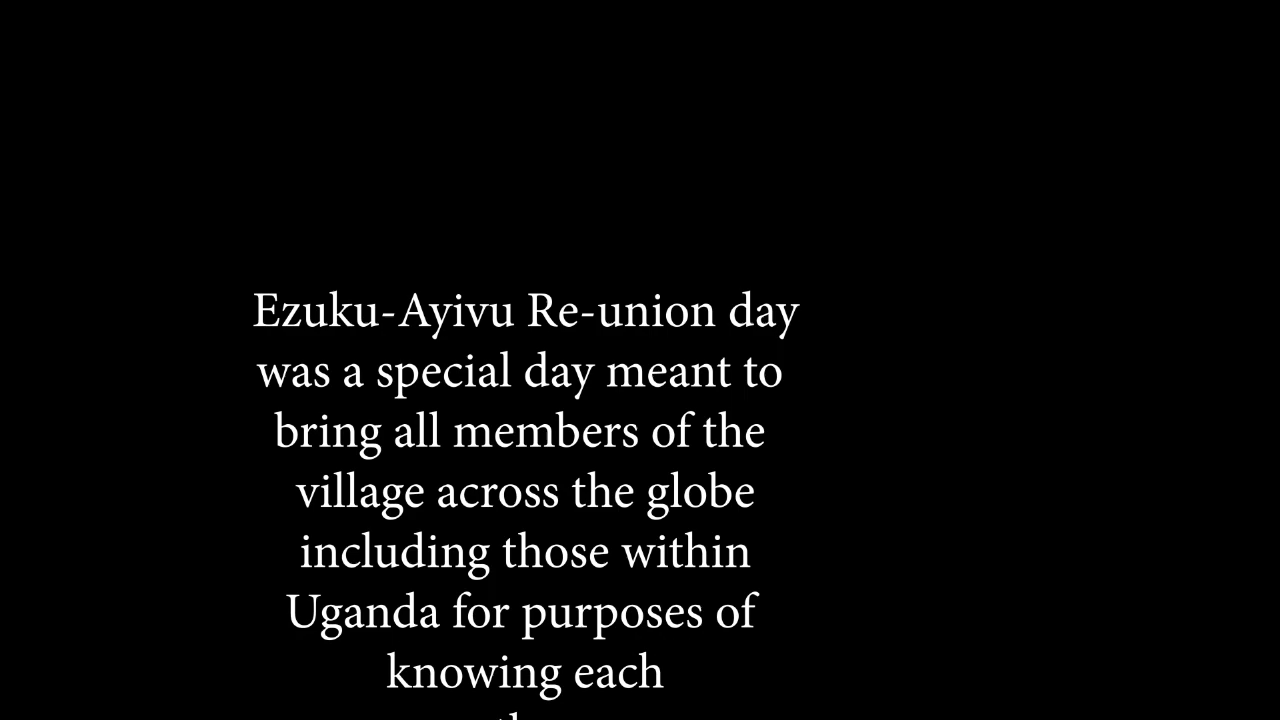 Ezuku-Ayivu Re-union day
was a special day meant to
bring all members of the
village across the globe
including those within
Uganda for purposes of
knowing each